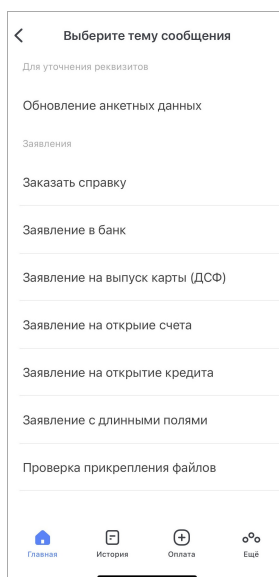 Выберите тему сообщения
Для уточнения реквизитов
Обновление анкетных данных
Заявления
Заказать справку
Заявление в банк
Заявление на выпуск карты (ДСФ)
Заявление на открые счета
Заявление на открытие кредита
Заявление с длинными полями
Проверка прикрепления файлов
Главная История Оплата Ещё